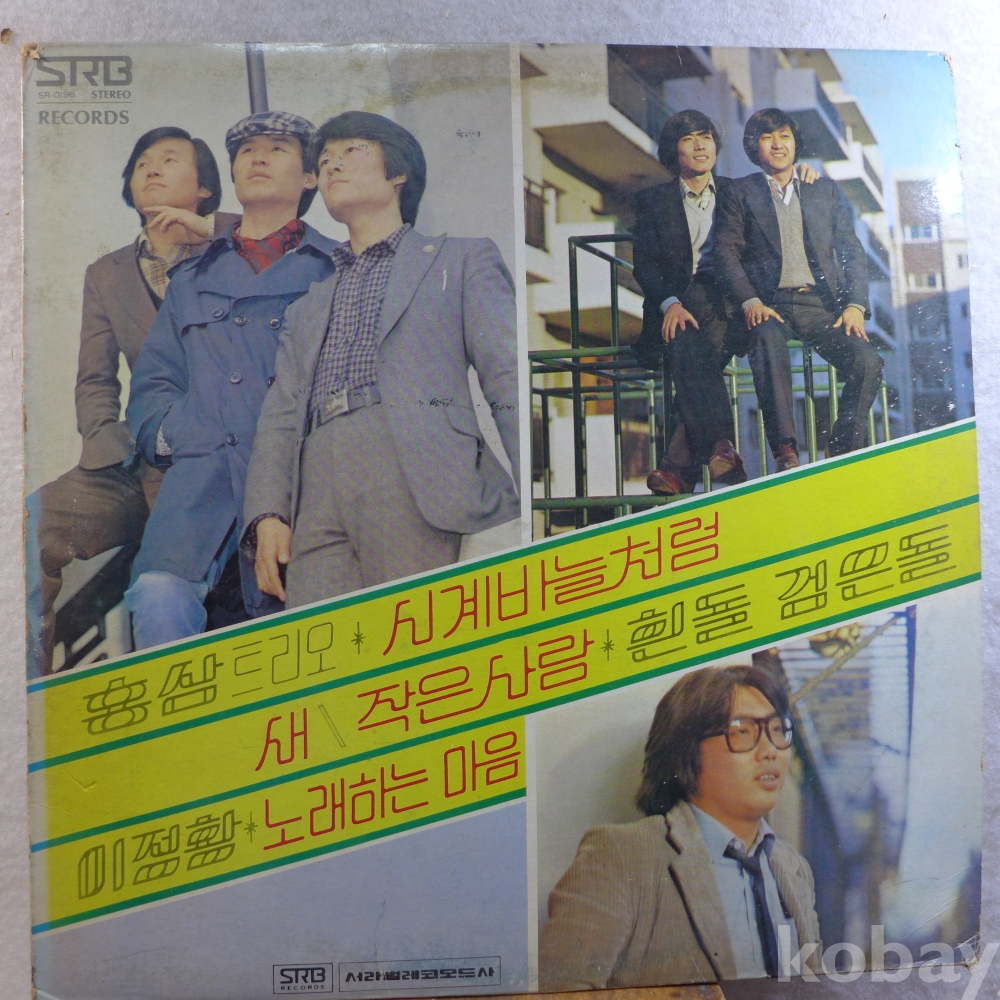 SRB
SR-0196 STEREO
RECORDS
홍삼트리오*시계바늘처럼
새\작은사람*흰돌 검은돌
이정황*노래하는 마음
SRB
RECORDS
서라벌레코오드사
kobay